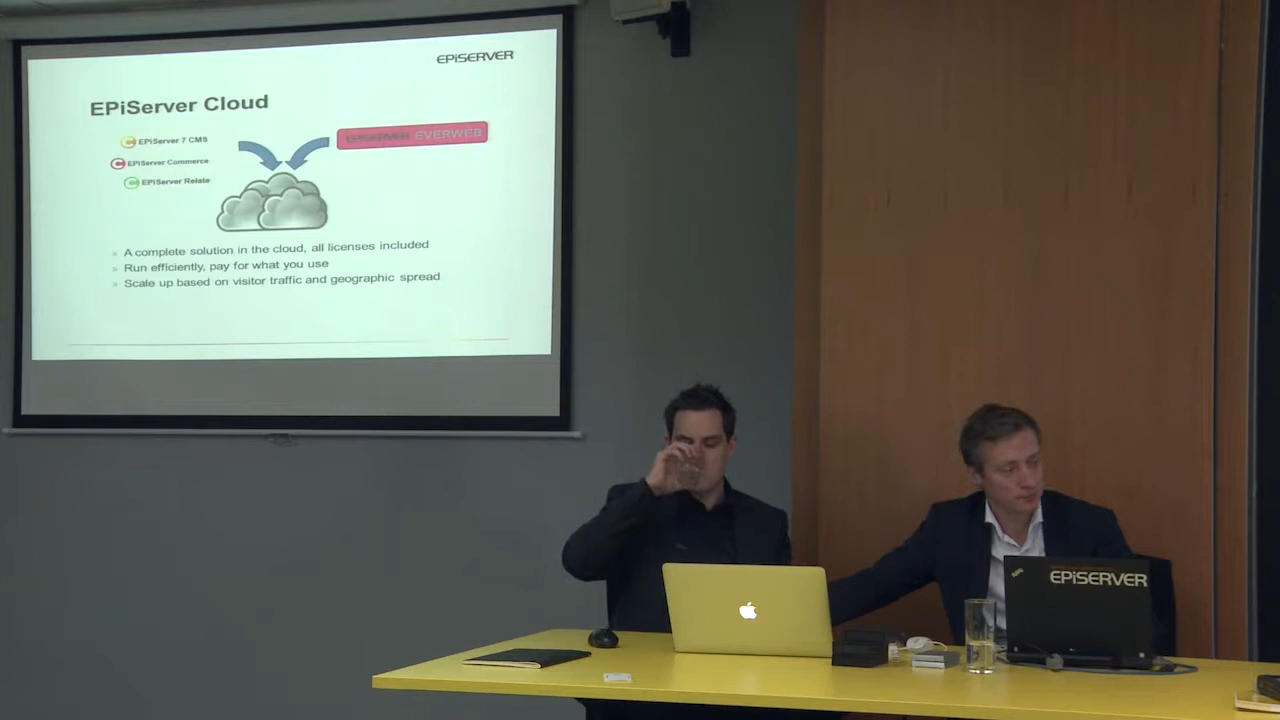 EPiSERVER
EPiServer Cloud
EPiServer 7 CMS
EPiSERVER EVERWEB
EPiServer Commerce
EPiServer Relate
» A complete solution in the cloud, all licenses included
» Run efficiently, pay for what you use
» Scale up based on visitor traffic and geographic spread
EPiSERVER